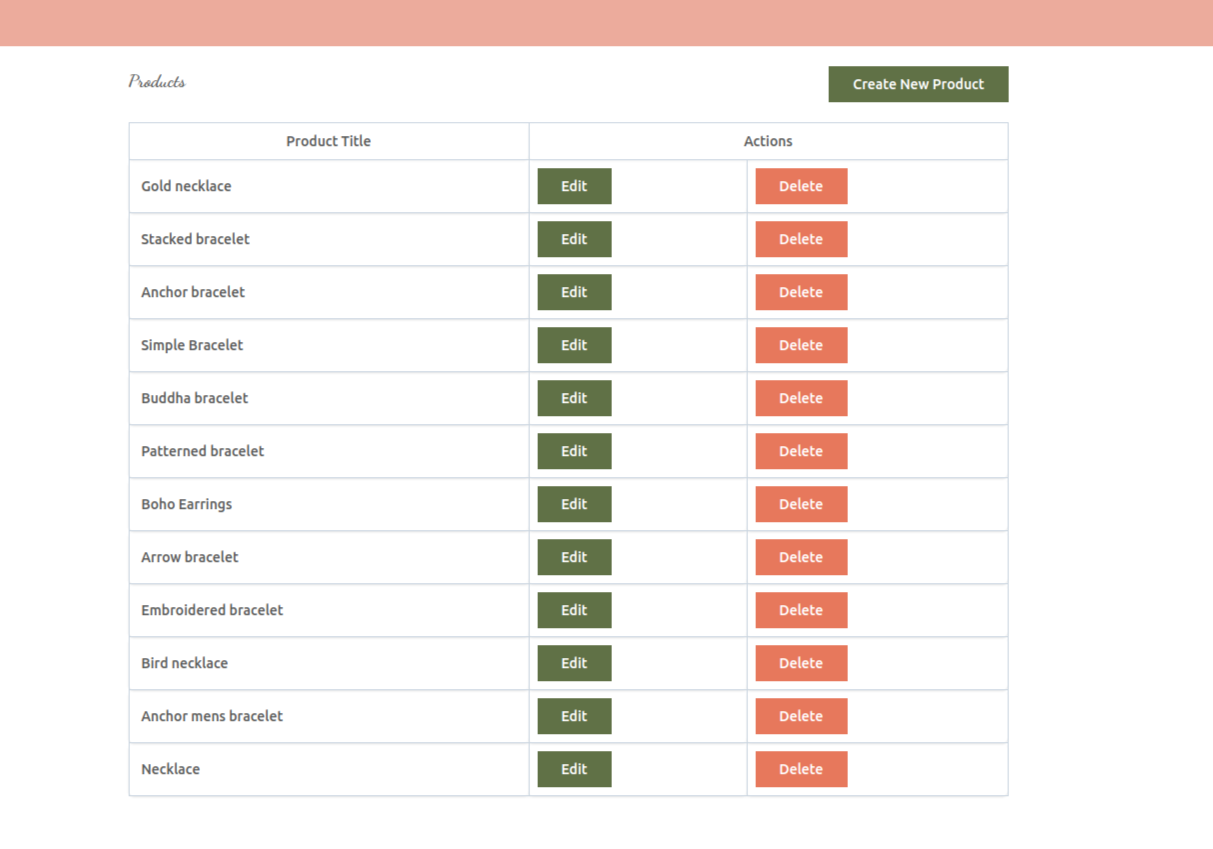 Products
Create New Product
Product Title Actions
Gold necklace Edit Delete
Stacked bracelet Edit Delete
Anchor bracelet Edit Delete
Simple Bracelet Edit Delete
Buddha bracelet Edit Delete
Patterned bracelet Edit Delete
Boho Earrings Edit Delete
Arrow bracelet Edit Delete
Embroidered bracelet Edit Delete
Bird necklace Edit Delete
Anchor mens bracelet Edit Delete
Necklace Edit Delete